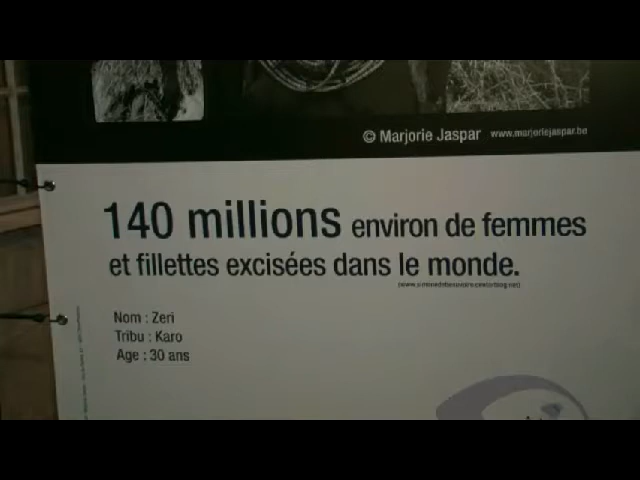 © Marjorie Jaspar www.marjoriejaspar.be
140 millions environ de femmes
et fillettes excisées dans le monde.
Nom : Zeri
Tribu : Karo
Age : 30 ans